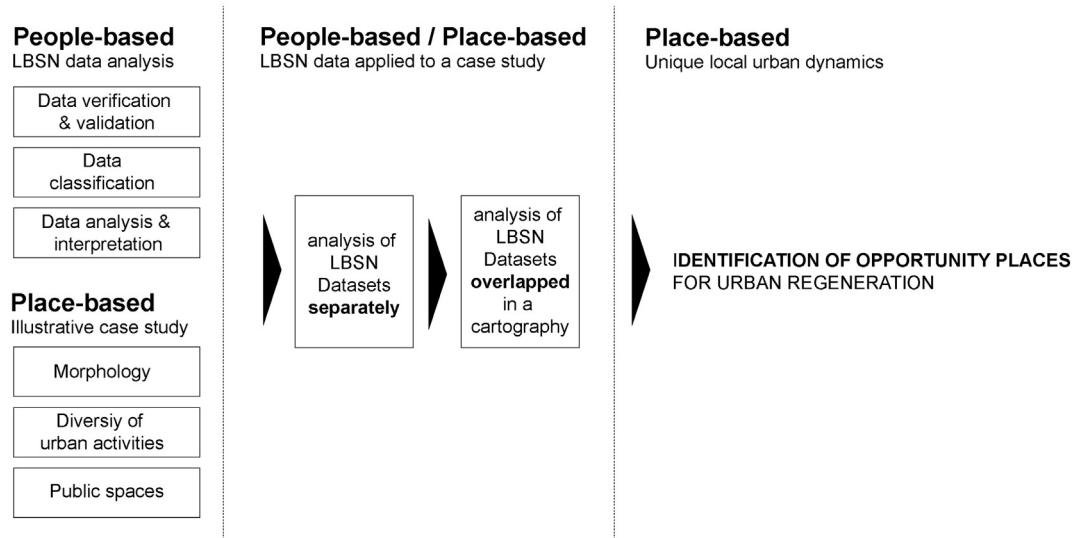 People-based
LBSN data analysis
Data verification
& validation
Data
classification
Data analysis &
interpretation
Place-based
Illustrative case study
Morphology
Diversiy of
urban activities
Public spaces
People-based / Place-based
LBSN data applied to a case study
analysis of
LBSN
Datasets
separately
analysis of
LBSN
Datasets
overlapped
in a
cartography
Place-based
Unique local urban dynamics
IDENTIFICATION OF OPPORTUNITY PLACES
FOR URBAN REGENERATION